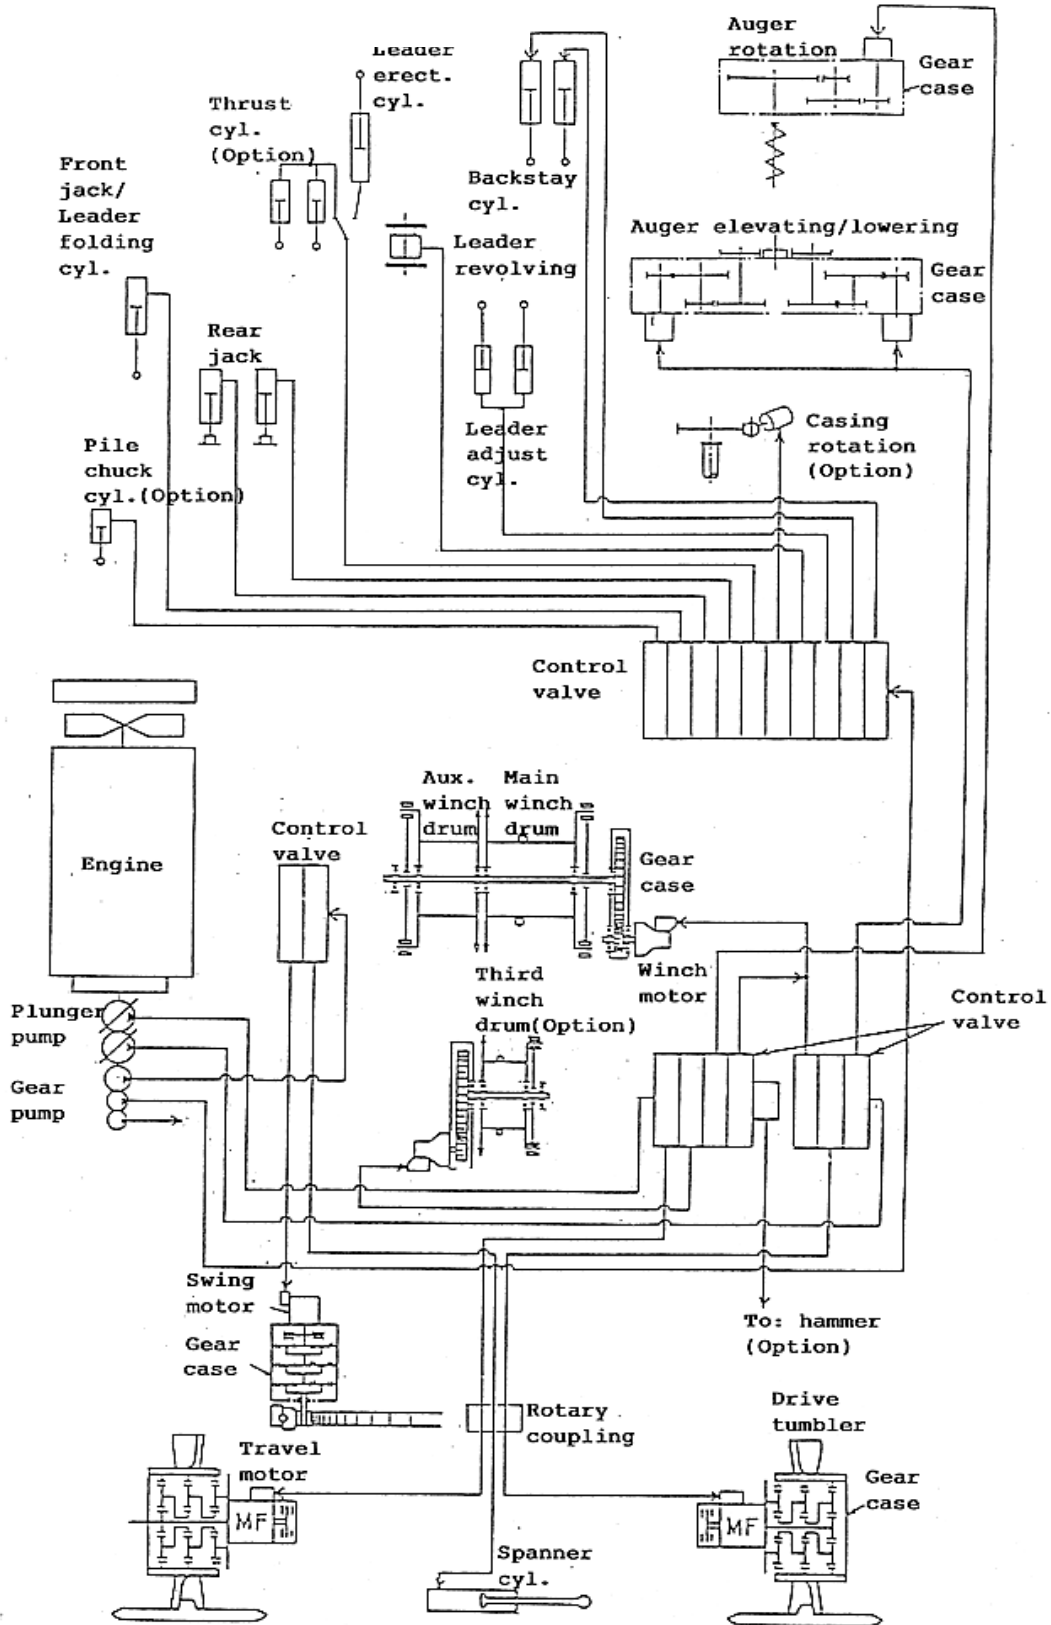 Auger
rotation
Gear
case
Leader
erect.
cyl.
Thrust
cyl.
(Option)
Front
jack/
Leader
folding
cyl.
Backstay
cyl.
Leader
revolving
Auger elevating/lowering
Gear
case
Rear
jack
Leader
adjust
cyl.
Casing
rotation
(Option)
Pile
chuck
cyl.(Option)
Control
valve
Aux.
winch
drum
Main
winch
drum
Control
valve
Engine
Gear
case
Winch
motor
Third
winch
drum(Option)
Control
valve
Plunger
pump
Gear
pump
Swing
motor
Gear
case
To: hammer
(Option)
Rotary
coupling
Drive
tumbler
Travel
motor
Gear
case
MF
MF
Spanner
cyl.